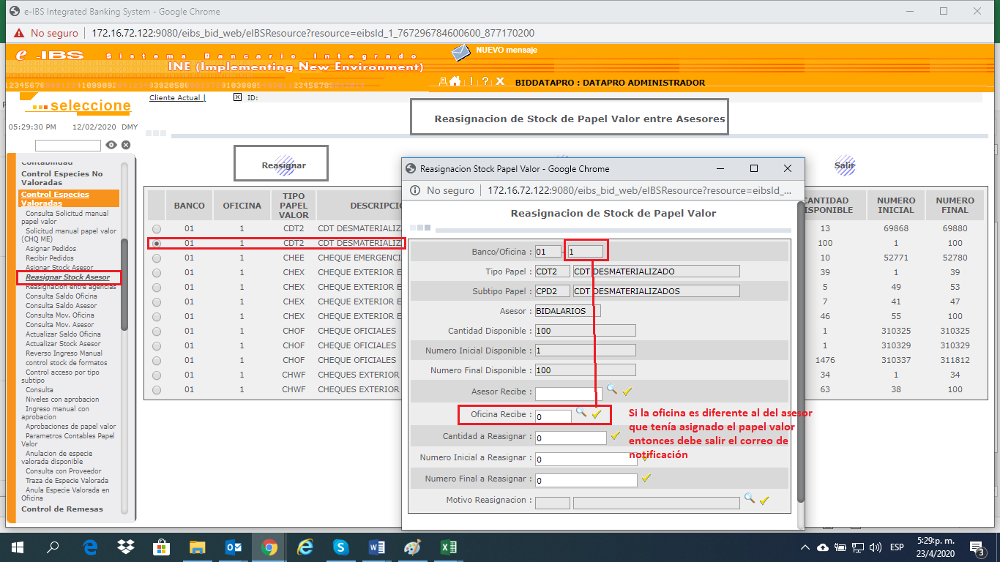 e-IBS Integrated Banking System - Google Chrome
No seguro | 172.16.72.122:9080/eibs_bid_web/eIBSResource?resource=eibsId_1_767296784600600_877170200
e-IBS Sistema Bancario Integrado
INE (Implementing New Environment)
NUEVO mensaje
BIDDATAPRO : DATAPRO ADMINISTRADOR
seleccione
05:29:30 PM 12/02/2020 DMY
Cliente Actual | ID:
Reasignacion de Stock de Papel Valor entre Asesores
Reasignar
Salir
Contabilidad
Control Especies No
Valoradas
Control Especies
Valoradas
Consulta Solicitud manual
papel valor
Solicitud manual papel valor
(CHQ ME)
Asignar Pedidos
Recibir Pedidos
Asignar Stock Asesor
Reasignar Stock Asesor
Reasignacion entre agencias
Consulta Saldo Oficina
Consulta Saldo Asesor
Consulta Mov. Oficina
Consulta Mov. Asesor
Actualizar Saldo Oficina
Actualizar Stock Asesor
Reverso Ingreso Manual
control stock de formatos
Control acceso por tipo
subtipo
Consulta
Niveles con aprobacion
Ingreso manual con
aprobacion
Aprobaciones de papel valor
Parametros Contables Papel
Valor
Anulacion de especie
valorada disponible
Consulta con Proveedor
Traza de Especie Valorada
Anula Especie Valorada en
Oficina
Control de Remesas
BANCO OFICINA TIPO PAPEL VALOR DESCRIPCIO CANTIDAD ISPONIBLE NUMERO INICIAL NUMERO FINAL
01 1 CDT2 CDT DESMATERIALIZ 13 69868 69880
01 1 CDT2 CDT DESMATERIALIZ 100 1 100
01 1 CHEE CHEQUE EMERGENCI 10 52771 52780
01 1 CHEX CHEQUE EXTERIOR E 39 1 39
01 1 CHEX CHEQUE EXTERIOR E 5 49 53
01 1 CHEX CHEQUE EXTERIOR E 7 41 47
01 1 CHEX CHEQUE EXTERIOR E 46 55 100
01 1 CHOF CHEQUE OFICIALES 1 310325 310325
01 1 CHOF CHEQUE OFICIALES 1 310329 310329
01 1 CHOF CHEQUE OFICIALES 1476 310337 311812
01 1 CHWF CHEQUES EXTERIOR 34 1 34
01 1 CHWF CHEQUES EXTERIOR 63 38 100
Reasignacion Stock Papel Valor - Google Chrome
No seguro | 172.16.72.122:9080/eibs_bid_web/eIBSResource?resource=eibsId_...
Reasignacion de Stock de Papel Valor
Banco/Oficina : 01 - 1
Tipo Papel : CDT2 CDT DESMATERIALIZADO
Subtipo Papel : CPD2 CDT DESMATERIALIZADOS
Asesor : BIDALARIOS
Cantidad Disponible : 100
Numero Inicial Disponible : 1
Numero Final Disponible : 100
Asesor Recibe :
Oficina Recibe : 0
Cantidad a Reasignar : 0
Numero Inicial a Reasignar : 0
Numero Final a Reasignar : 0
Motivo Reasignacion :
Si la oficina es diferente al del asesor
que tenía asignado el papel valor
entonces debe salir el correo de
notificación
ESP
5:29:p. m.
23/4/2020
3